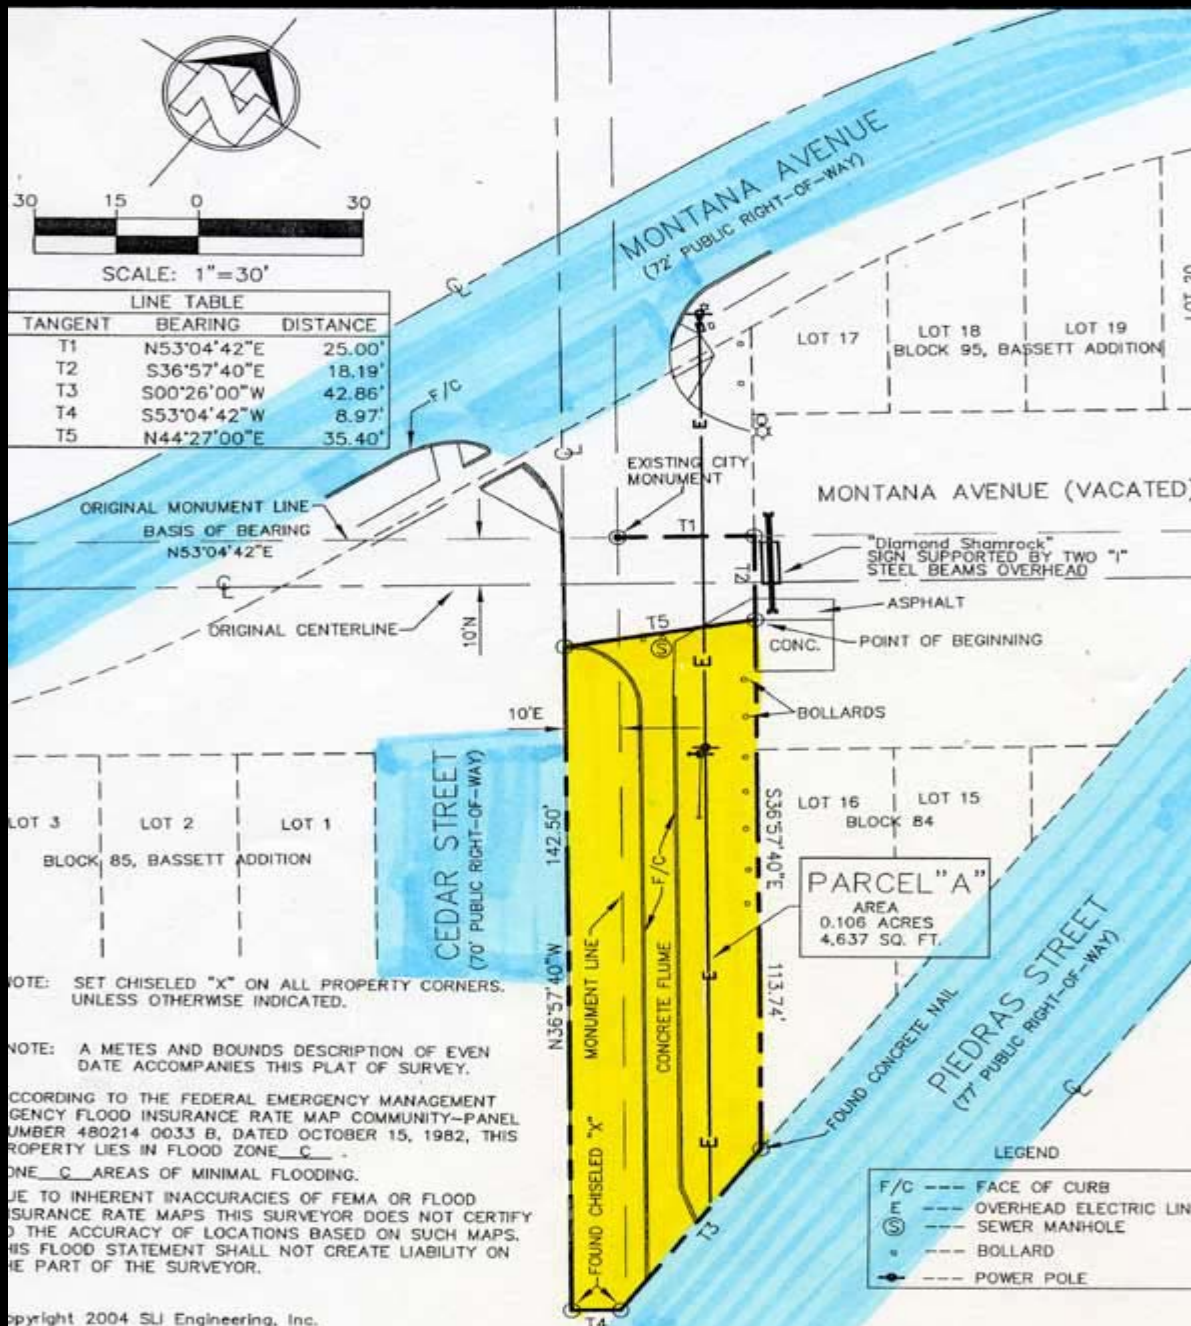 30 15 0 30
SCALE: 1"=30'
LINE TABLE
TANGENT BEARING DISTANCE
T1 N53°04'42"E 25.00'
T2 S36°57'40"E 18.19'
T3 S00°26'00"W 42.86'
T4 S53°04'42"W 8.97'
T5 N44°27'00"E 35.40'
MONTANA AVENUE
(72' PUBLIC RIGHT-OF-WAY)
LOT 17
LOT 18
LOT 19
BLOCK 95, BASSETT ADDITION
LOT 20
F/C
EXISTING CITY
MONUMENT
E
MONTANA AVENUE (VACATED)
ORIGINAL MONUMENT LINE
BASIS OF BEARING
N53°04'42"E
T1
T2
"Diamond Shamrock"
SIGN SUPPORTED BY TWO "I"
STEEL BEAMS OVERHEAD
ORIGINAL CENTERLINE
10'N
ASPHALT
T5
S
E
CONC.
POINT OF BEGINNING
10'E
BOLLARDS
LOT 3
LOT 2
LOT 1
BLOCK 85, BASSETT ADDITION
CEDAR STREET
(70' PUBLIC RIGHT-OF-WAY)
142.50'
N36°57'40"W
MONUMENT LINE
F/C
CONCRETE FLUME
S36°57'40"E
113.74'
LOT 16
LOT 15
BLOCK 84
PARCEL "A"
AREA
0.106 ACRES
4,637 SQ. FT.
E
E
FOUND CONCRETE NAIL
PIEDRAS STREET
(77' PUBLIC RIGHT-OF-WAY)
NOTE: SET CHISELED "X" ON ALL PROPERTY CORNERS.
UNLESS OTHERWISE INDICATED.
NOTE: A METES AND BOUNDS DESCRIPTION OF EVEN
DATE ACCOMPANIES THIS PLAT OF SURVEY.
CCORDING TO THE FEDERAL EMERGENCY MANAGEMENT
GENCY FLOOD INSURANCE RATE MAP COMMUNITY-PANEL
UMBER 480214 0033 B, DATED OCTOBER 15, 1982, THIS
ROPERTY LIES IN FLOOD ZONE C .
ONE C AREAS OF MINIMAL FLOODING.
UE TO INHERENT INACCURACIES OF FEMA OR FLOOD
NSURANCE RATE MAPS THIS SURVEYOR DOES NOT CERTIFY
O THE ACCURACY OF LOCATIONS BASED ON SUCH MAPS.
HIS FLOOD STATEMENT SHALL NOT CREATE LIABILITY ON
HE PART OF THE SURVEYOR.
FOUND CHISELED "X"
T3
T4
LEGEND
F/C --- FACE OF CURB
E --- OVERHEAD ELECTRIC LIN
S --- SEWER MANHOLE
--- BOLLARD
--- POWER POLE
opyright 2004 SLI Engineering, Inc.